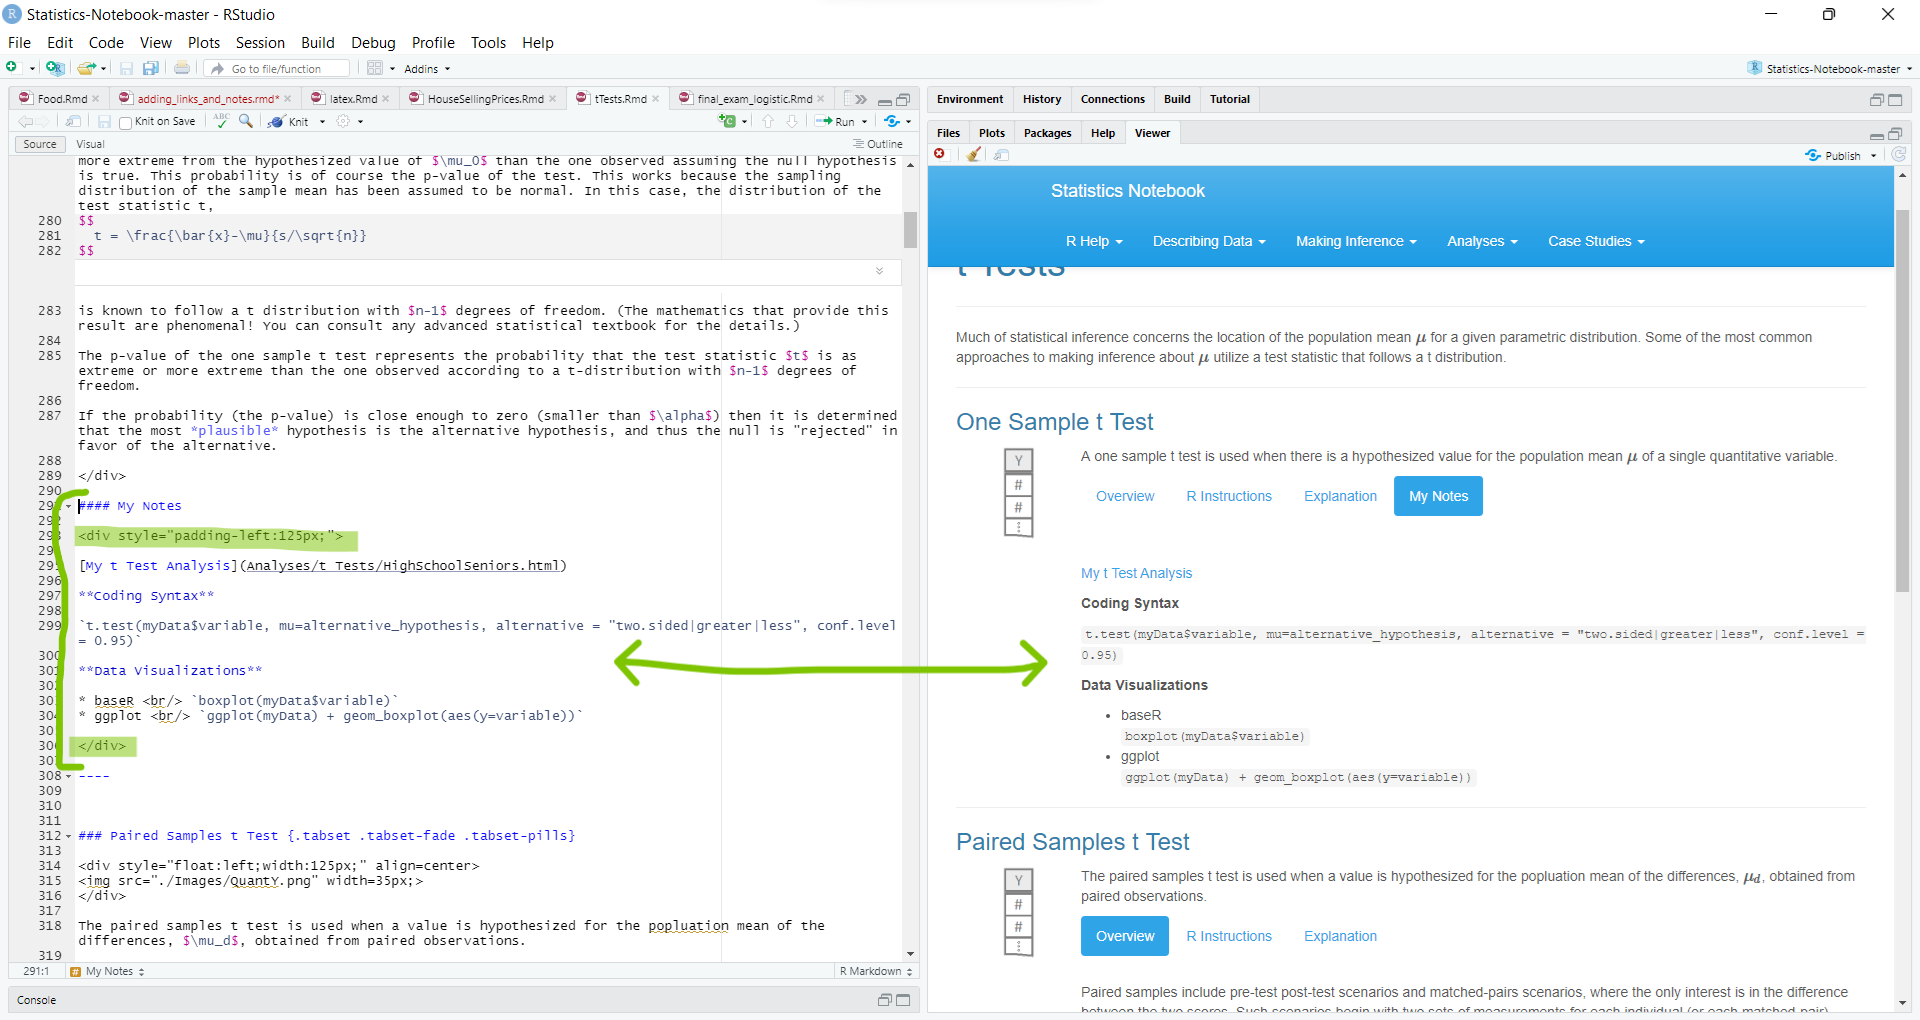 Statistics-Notebook-master - RStudio
File Edit Code View Plots Session Build Debug Profile Tools Help
Go to file/function Addins
Statistics-Notebook-master
Food.Rmd adding_links_and_notes.rmd* latex.Rmd HouseSellingPrices.Rmd tTests.Rmd final_exam_logistic.Rmd
Knit on Save ABC Knit Run
Source Visual Outline
more extreme from the hypothesized value of $\mu_0$ than the one observed assuming the null hypothesis
is true. This probability is of course the p-value of the test. This works because the sampling
distribution of the sample mean has been assumed to be normal. In this case, the distribution of the
test statistic t,
280 $$
281 t = \frac{\bar{x}-\mu}{s/\sqrt{n}}
282 $$
283 is known to follow a t distribution with $n-1$ degrees of freedom. (The mathematics that provide this
result are phenomenal! You can consult any advanced statistical textbook for the details.)
284
285 The p-value of the one sample t test represents the probability that the test statistic $t$ is as
extreme or more extreme than the one observed according to a t-distribution with $n-1$ degrees of
freedom.
286
287 If the probability (the p-value) is close enough to zero (smaller than $\alpha$) then it is determined
that the most *plausible* hypothesis is the alternative hypothesis, and thus the null is "rejected" in
favor of the alternative.
288
289 </div>
290
291 #### My Notes
292
293 <div style="padding-left:125px;">
295 [My t Test Analysis](Analyses/t Tests/HighSchoolSeniors.html)
296
297 **Coding Syntax**
298
299 `t.test(myData$variable, mu=alternative_hypothesis, alternative = "two.sided|greater|less", conf.level
= 0.95)`
300
301 **Data Visualizations**
303 * baseR <br/> `boxplot(myData$variable)`
304 * ggplot <br/> `ggplot(myData) + geom_boxplot(aes(y=variable))`
306 </div>
308 ----
309
310
311
312 ### Paired Samples t Test {.tabset .tabset-fade .tabset-pills}
313
314 <div style="float:left;width:125px;" align=center>
315 <img src="./Images/QuantY.png" width=35px;>
316 </div>
317
318 The paired samples t test is used when a value is hypothesized for the popluation mean of the
differences, $\mu_d$, obtained from paired observations.
319
291:1 # My Notes R Markdown
Console
Environment History Connections Build Tutorial
Files Plots Packages Help Viewer
Publish
Statistics Notebook
R Help Describing Data Making Inference Analyses Case Studies
t Tests
Much of statistical inference concerns the location of the population mean μ for a given parametric distribution. Some of the most common
approaches to making inference about μ utilize a test statistic that follows a t distribution.
One Sample t Test
Y
#
#
⋮
A one sample t test is used when there is a hypothesized value for the population mean μ of a single quantitative variable.
Overview R Instructions Explanation My Notes
My t Test Analysis
Coding Syntax
t.test(myData$variable, mu=alternative_hypothesis, alternative = "two.sided|greater|less", conf.level =
0.95)
Data Visualizations
• baseR
boxplot(myData$variable)
• ggplot
ggplot(myData) + geom_boxplot(aes(y=variable))
Paired Samples t Test
Y
#
#
⋮
The paired samples t test is used when a value is hypothesized for the popluation mean of the differences, μd, obtained from
paired observations.
Overview R Instructions Explanation
Paired samples include pre-test post-test scenarios and matched-pairs scenarios, where the only interest is in the difference
between the two scores. Such scenarios begin with two sets of measurements for each individual (or each matched pair)